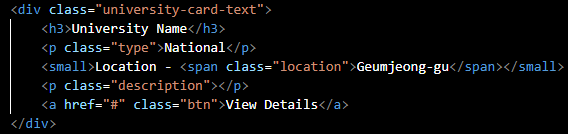 <div class="university-card-text">
<h3>University Name</h3>
<p class="type">National</p>
<small>Location - <span class="location">Geumjeong-gu</span></small>
<p class="description"></p>
<a href="#" class="btn">View Details</a>
</div>